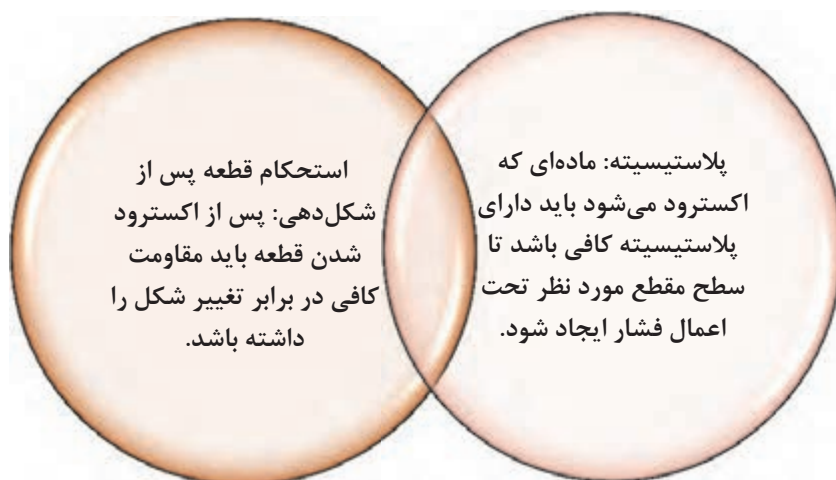 پلاستیسیته: ماده‌ای که
اکسترود می‌شود باید دارای
پلاستیسیته کافی باشد تا
سطح مقطع مورد نظر تحت
اعمال فشار ایجاد شود.
استحکام قطعه پس از
شکل‌دهی: پس از اکسترود
شدن قطعه باید مقاومت
کافی در برابر تغییر شکل را
داشته باشد.